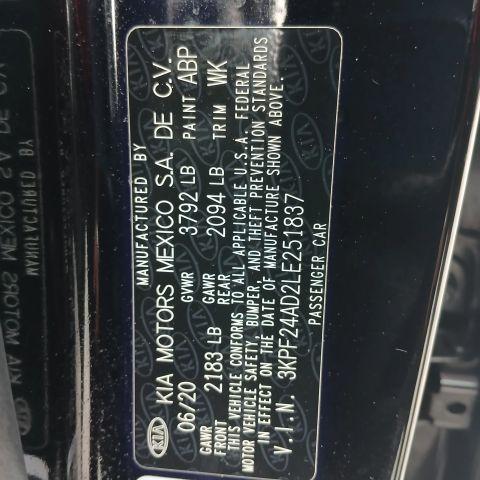 MANUFACTURED BY
KIA KIA MOTORS MEXICO S.A. DE C.V.
06/20 GVWR 3792 LB PAINT ABP
GAWR FRONT 2183 LB GAWR REAR 2094 LB TRIM WK
THIS VEHICLE CONFORMS TO ALL APPLICABLE U.S.A. FEDERAL
MOTOR VEHICLE SAFETY, BUMPER, AND THEFT PREVENTION STANDARDS
IN EFFECT ON THE DATE OF MANUFACTURE SHOWN ABOVE.
V.I.N. 3KPF24AD2LE251837
PASSENGER CAR